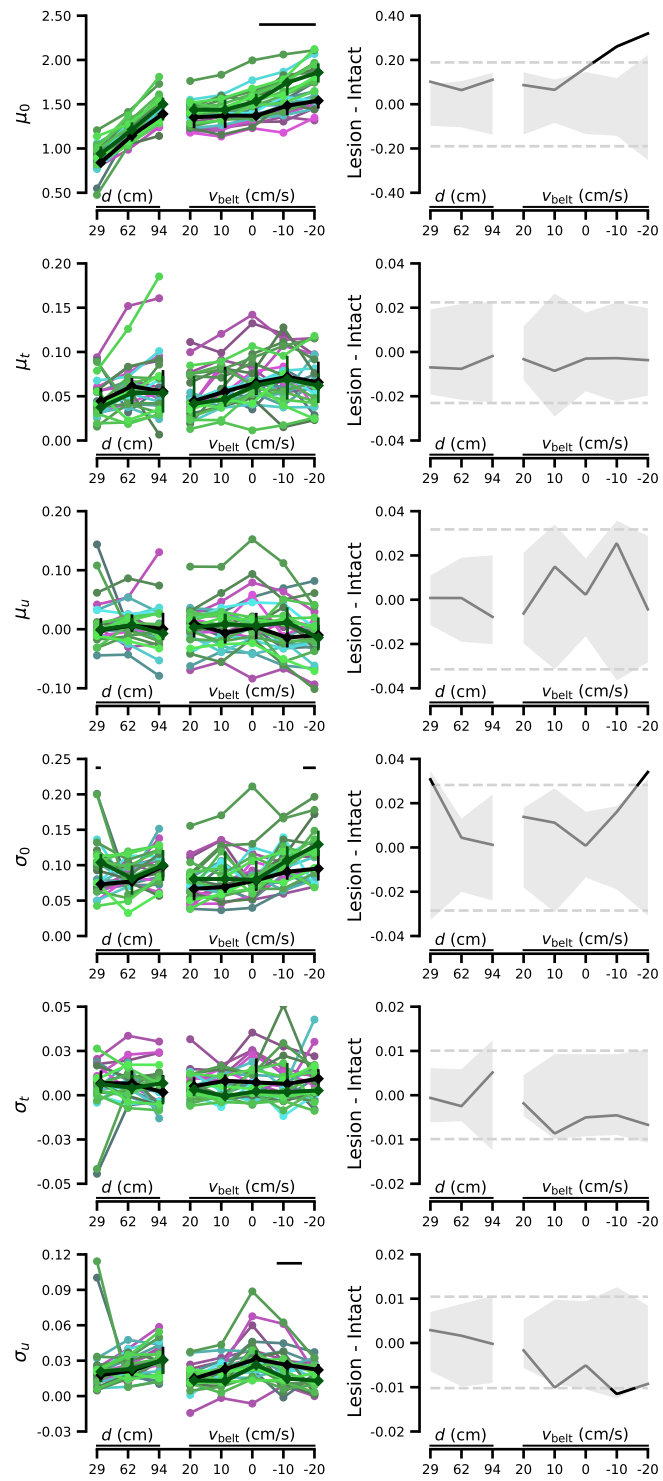 2.50 0.40
2.00 0.20
μ0 1.50 Lesion - Intact 0.00
1.00 -0.20
0.50 d (cm) vbelt (cm/s) -0.40 d (cm) vbelt (cm/s)
29 62 94 20 10 0 -10 -20 29 62 94 20 10 0 -10 -20
0.20 0.04
0.15 0.02
μt 0.10 Lesion - Intact 0.00
0.05 -0.02
0.00 d (cm) vbelt (cm/s) -0.04 d (cm) vbelt (cm/s)
29 62 94 20 10 0 -10 -20 29 62 94 20 10 0 -10 -20
0.20 0.04
0.10 0.02
μu Lesion - Intact 0.00
0.00 -0.02
-0.10 d (cm) vbelt (cm/s) -0.04 d (cm) vbelt (cm/s)
29 62 94 20 10 0 -10 -20 29 62 94 20 10 0 -10 -20
0.25 0.04
0.20 0.02
0.15
σ0 Lesion - Intact 0.00
0.10
0.05 -0.02
0.00 d (cm) vbelt (cm/s) -0.04 d (cm) vbelt (cm/s)
29 62 94 20 10 0 -10 -20 29 62 94 20 10 0 -10 -20
0.05 0.02
0.03 0.01
σt 0.00 Lesion - Intact 0.00
-0.03 -0.01
-0.05 d (cm) vbelt (cm/s) -0.02 d (cm) vbelt (cm/s)
29 62 94 20 10 0 -10 -20 29 62 94 20 10 0 -10 -20
0.12 0.02
0.09 0.01
0.06
σu Lesion - Intact 0.00
0.03
0.00 -0.01
-0.03 d (cm) vbelt (cm/s) -0.02 d (cm) vbelt (cm/s)
29 62 94 20 10 0 -10 -20 29 62 94 20 10 0 -10 -20